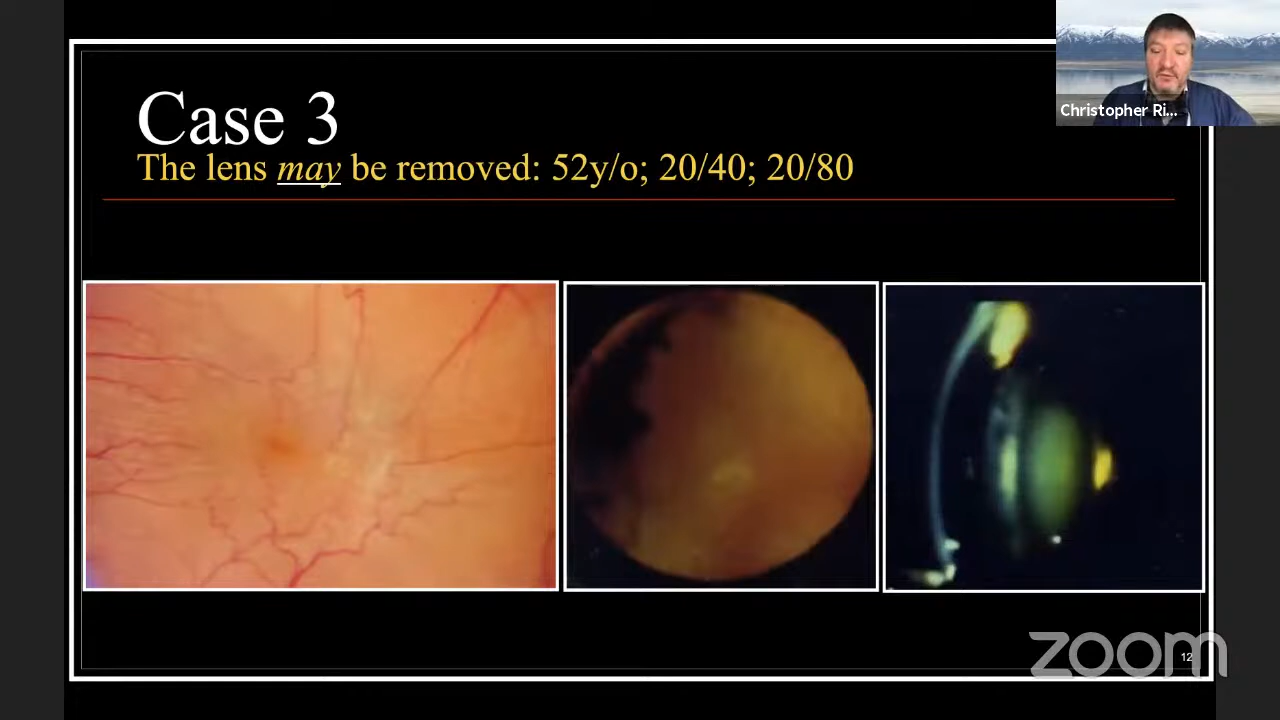 Case 3
The lens may be removed: 52y/o; 20/40; 20/80
Christopher Ri...
zoom
12